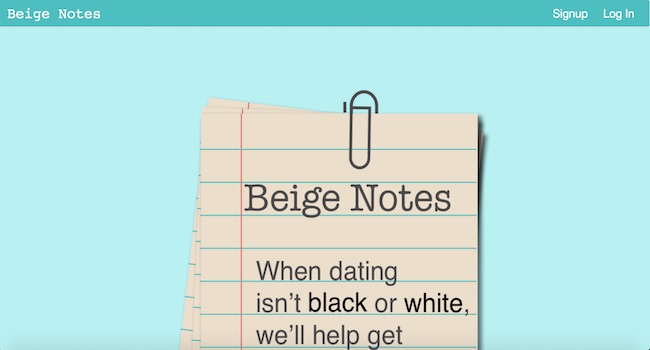 Beige Notes
Signup Log In
Beige Notes
When dating
isn’t black or white,
we’ll help get